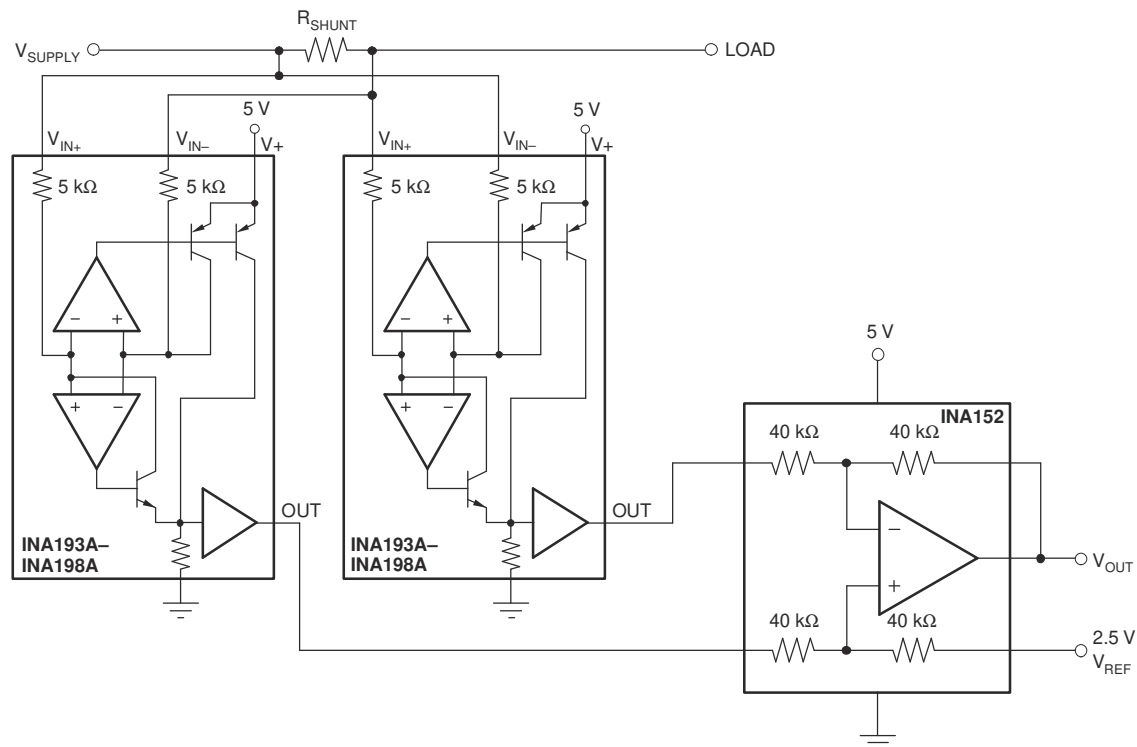 R_SHUNT
V_SUPPLY
LOAD
5 V
5 V
V_IN+
V_IN–
V+
V_IN+
V_IN–
V+
5 kΩ
5 kΩ
5 kΩ
5 kΩ
– +
– +
5 V
+ –
+ –
INA152
40 kΩ
40 kΩ
OUT
OUT
INA193A–
INA198A
INA193A–
INA198A
–
V_OUT
+
40 kΩ
40 kΩ
2.5 V
V_REF